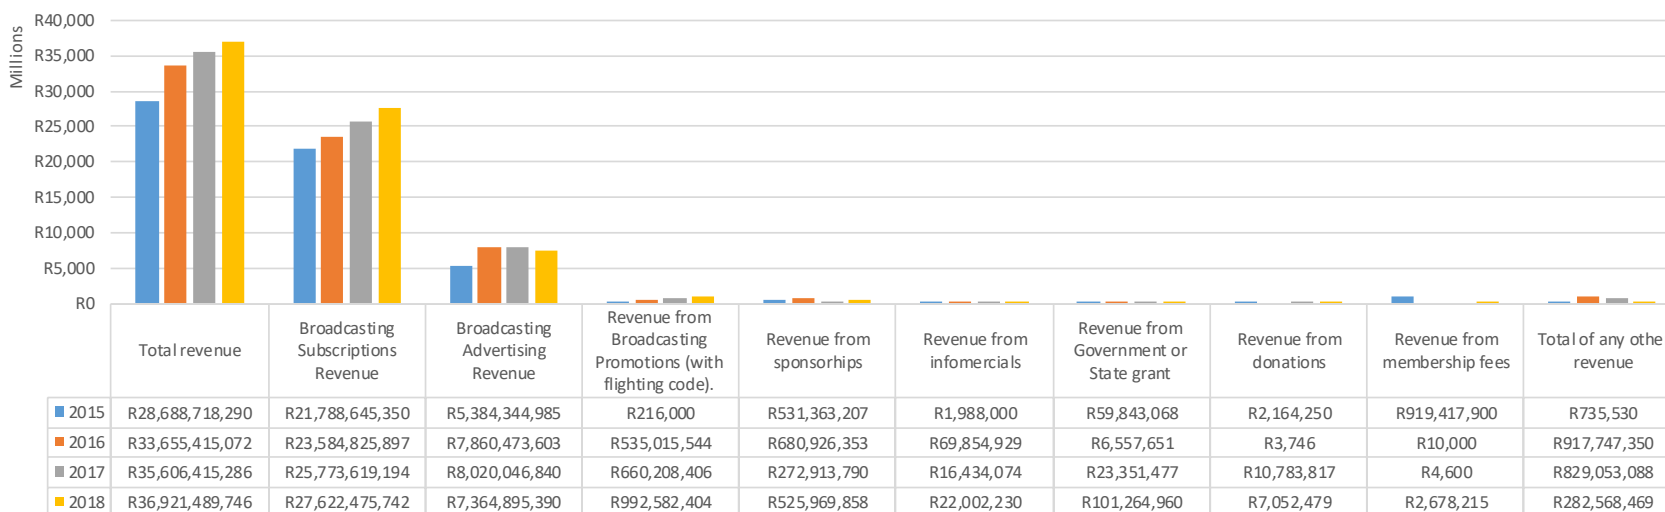 Millions
R40,000
R35,000
R30,000
R25,000
R20,000
R15,000
R10,000
R5,000
R0
Total revenue
Broadcasting
Subscriptions
Revenue
Broadcasting
Advertising
Revenue
Revenue from
Broadcasting
Promotions (with
flighting code).
Revenue from
sponsorhips
Revenue from
infomercials
Revenue from
Government or
State grant
Revenue from
donations
Revenue from
membership fees
Total of any othe
revenue
2015 R28,688,718,290 R21,788,645,350 R5,384,344,985 R216,000 R531,363,207 R1,988,000 R59,843,068 R2,164,250 R919,417,900 R735,530
2016 R33,655,415,072 R23,584,825,897 R7,860,473,603 R535,015,544 R680,926,353 R69,854,929 R6,557,651 R3,746 R10,000 R917,747,350
2017 R35,606,415,286 R25,773,619,194 R8,020,046,840 R660,208,406 R272,913,790 R16,434,074 R23,351,477 R10,783,817 R4,600 R829,053,088
2018 R36,921,489,746 R27,622,475,742 R7,364,895,390 R992,582,404 R525,969,858 R22,002,230 R101,264,960 R7,052,479 R2,678,215 R282,568,469